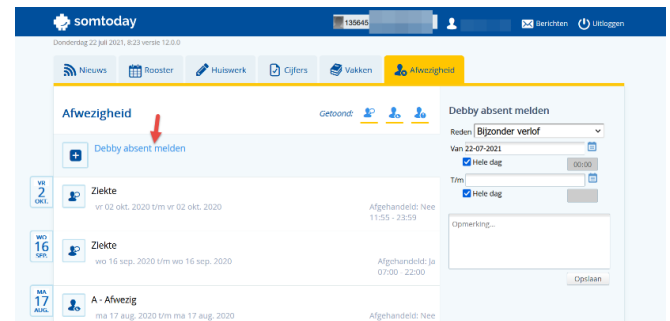 somtoday
135645
Berichten
Uitloggen
Donderdag 22 juli 2021, 8:23 versie 12.0.0
Nieuws
Rooster
Huiswerk
Cijfers
Vakken
Afwezigheid
Afwezigheid
Getoond:
Debby absent melden
VR
2
OKT.
Ziekte
vr 02 okt. 2020 t/m vr 02 okt. 2020
Afgehandeld: Nee
11:55 - 23:59
WO
16
SEP.
Ziekte
wo 16 sep. 2020 t/m wo 16 sep. 2020
Afgehandeld: Ja
07:00 - 22:00
MA
17
AUG.
A - Afwezig
ma 17 aug. 2020 t/m ma 17 aug. 2020
Afgehandeld: Nee
Debby absent melden
Reden Bijzonder verlof
Van 22-07-2021
Hele dag
00:00
T/m
Hele dag
Opmerking...
Opslaan